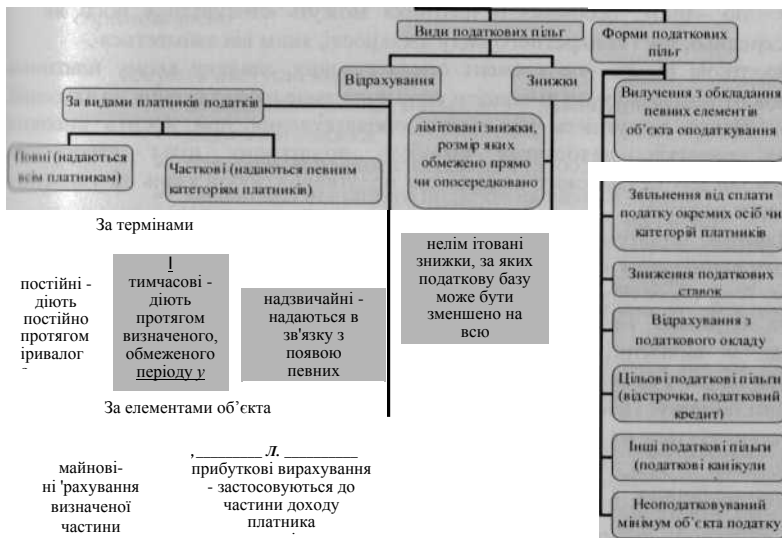 Види податкових пільг
Форми податкових
пільг
Відрахування
Знижки
За видами платників податків
Повні (надаються
всім платникам)
Часткові (надаються певним
категоріям платників)
лімітовані знижки,
розмір яких
обмежено прямо
чи опосередковано
Вилучення з обкладання
певних елементів
об’єкта оподаткування
За термінами
постійні -
діють
постійно
протягом
іривалог
тимчасові -
діють
протягом
визначеного,
обмеженого
періоду у
надзвичайні -
надаються в
зв'язку з
появою
певних
нелім ітовані
знижки, за яких
податкову базу
може бути
зменшено на
всю
За елементами об’єкта
майнові-
ні 'рахування
визначеної
частини
, Л.
прибуткові вирахування
- застосовуються до
частини доходу
платника
Звільнення від сплати
податку окремих осіб чи
категорій платників
Зниження податкових
ставок
Відрахування з
податкового окладу
Цільові податкові пільги
(відстрочки, податковий
кредит)
Інші податкові пільги
(податкові канікули
Неоподатковуваний
мінімум об’єкта податку